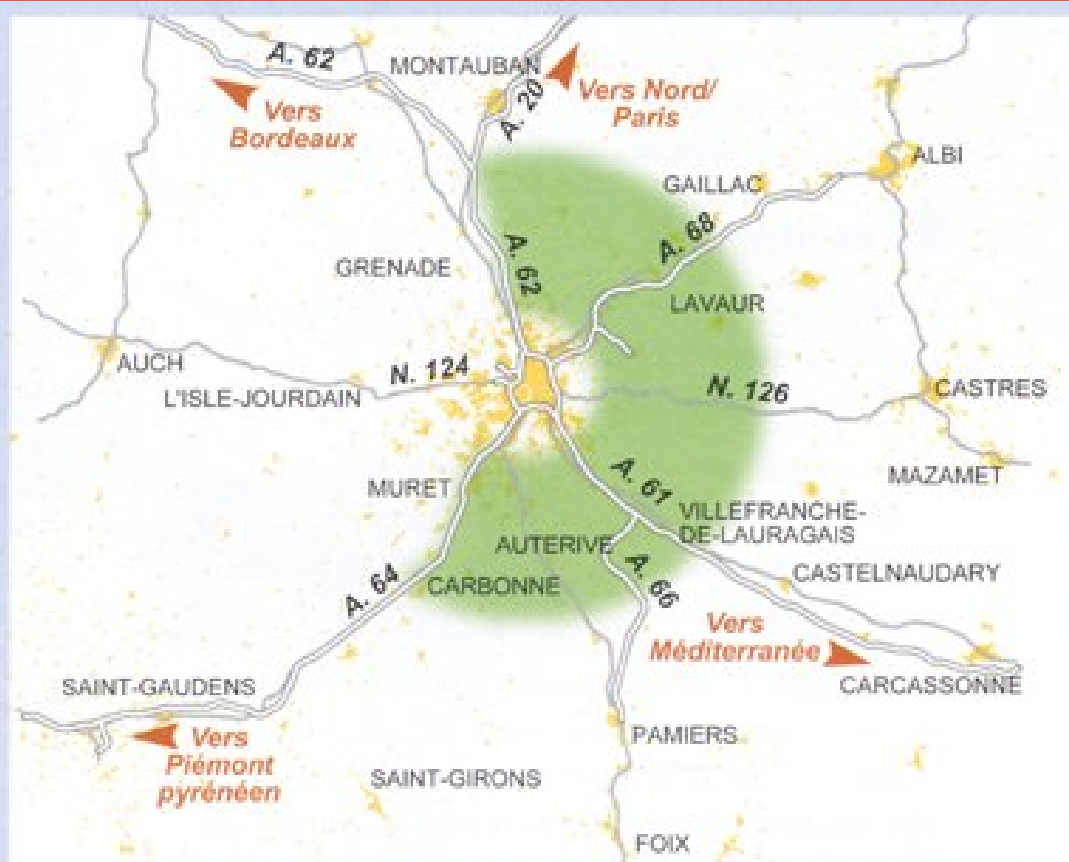 A. 62
MONTAUBAN
A. 20
Vers Nord/
Paris
Vers
Bordeaux
ALBI
GAILLAC
A. 68
A. 62
GRENADE
LAVAUR
AUCH
N. 124
L'ISLE-JOURDAIN
N. 126
CASTRES
MAZAMET
MURET
A. 61
VILLEFRANCHE-
DE-LAURAGAIS
AUTERIVE
A. 66
CASTELNAUDARY
A. 64
CARBONNE
Vers
Méditerranée
CARCASSONNE
SAINT-GAUDENS
Vers
Piémont
pyrénéen
PAMIERS
SAINT-GIRONS
FOIX